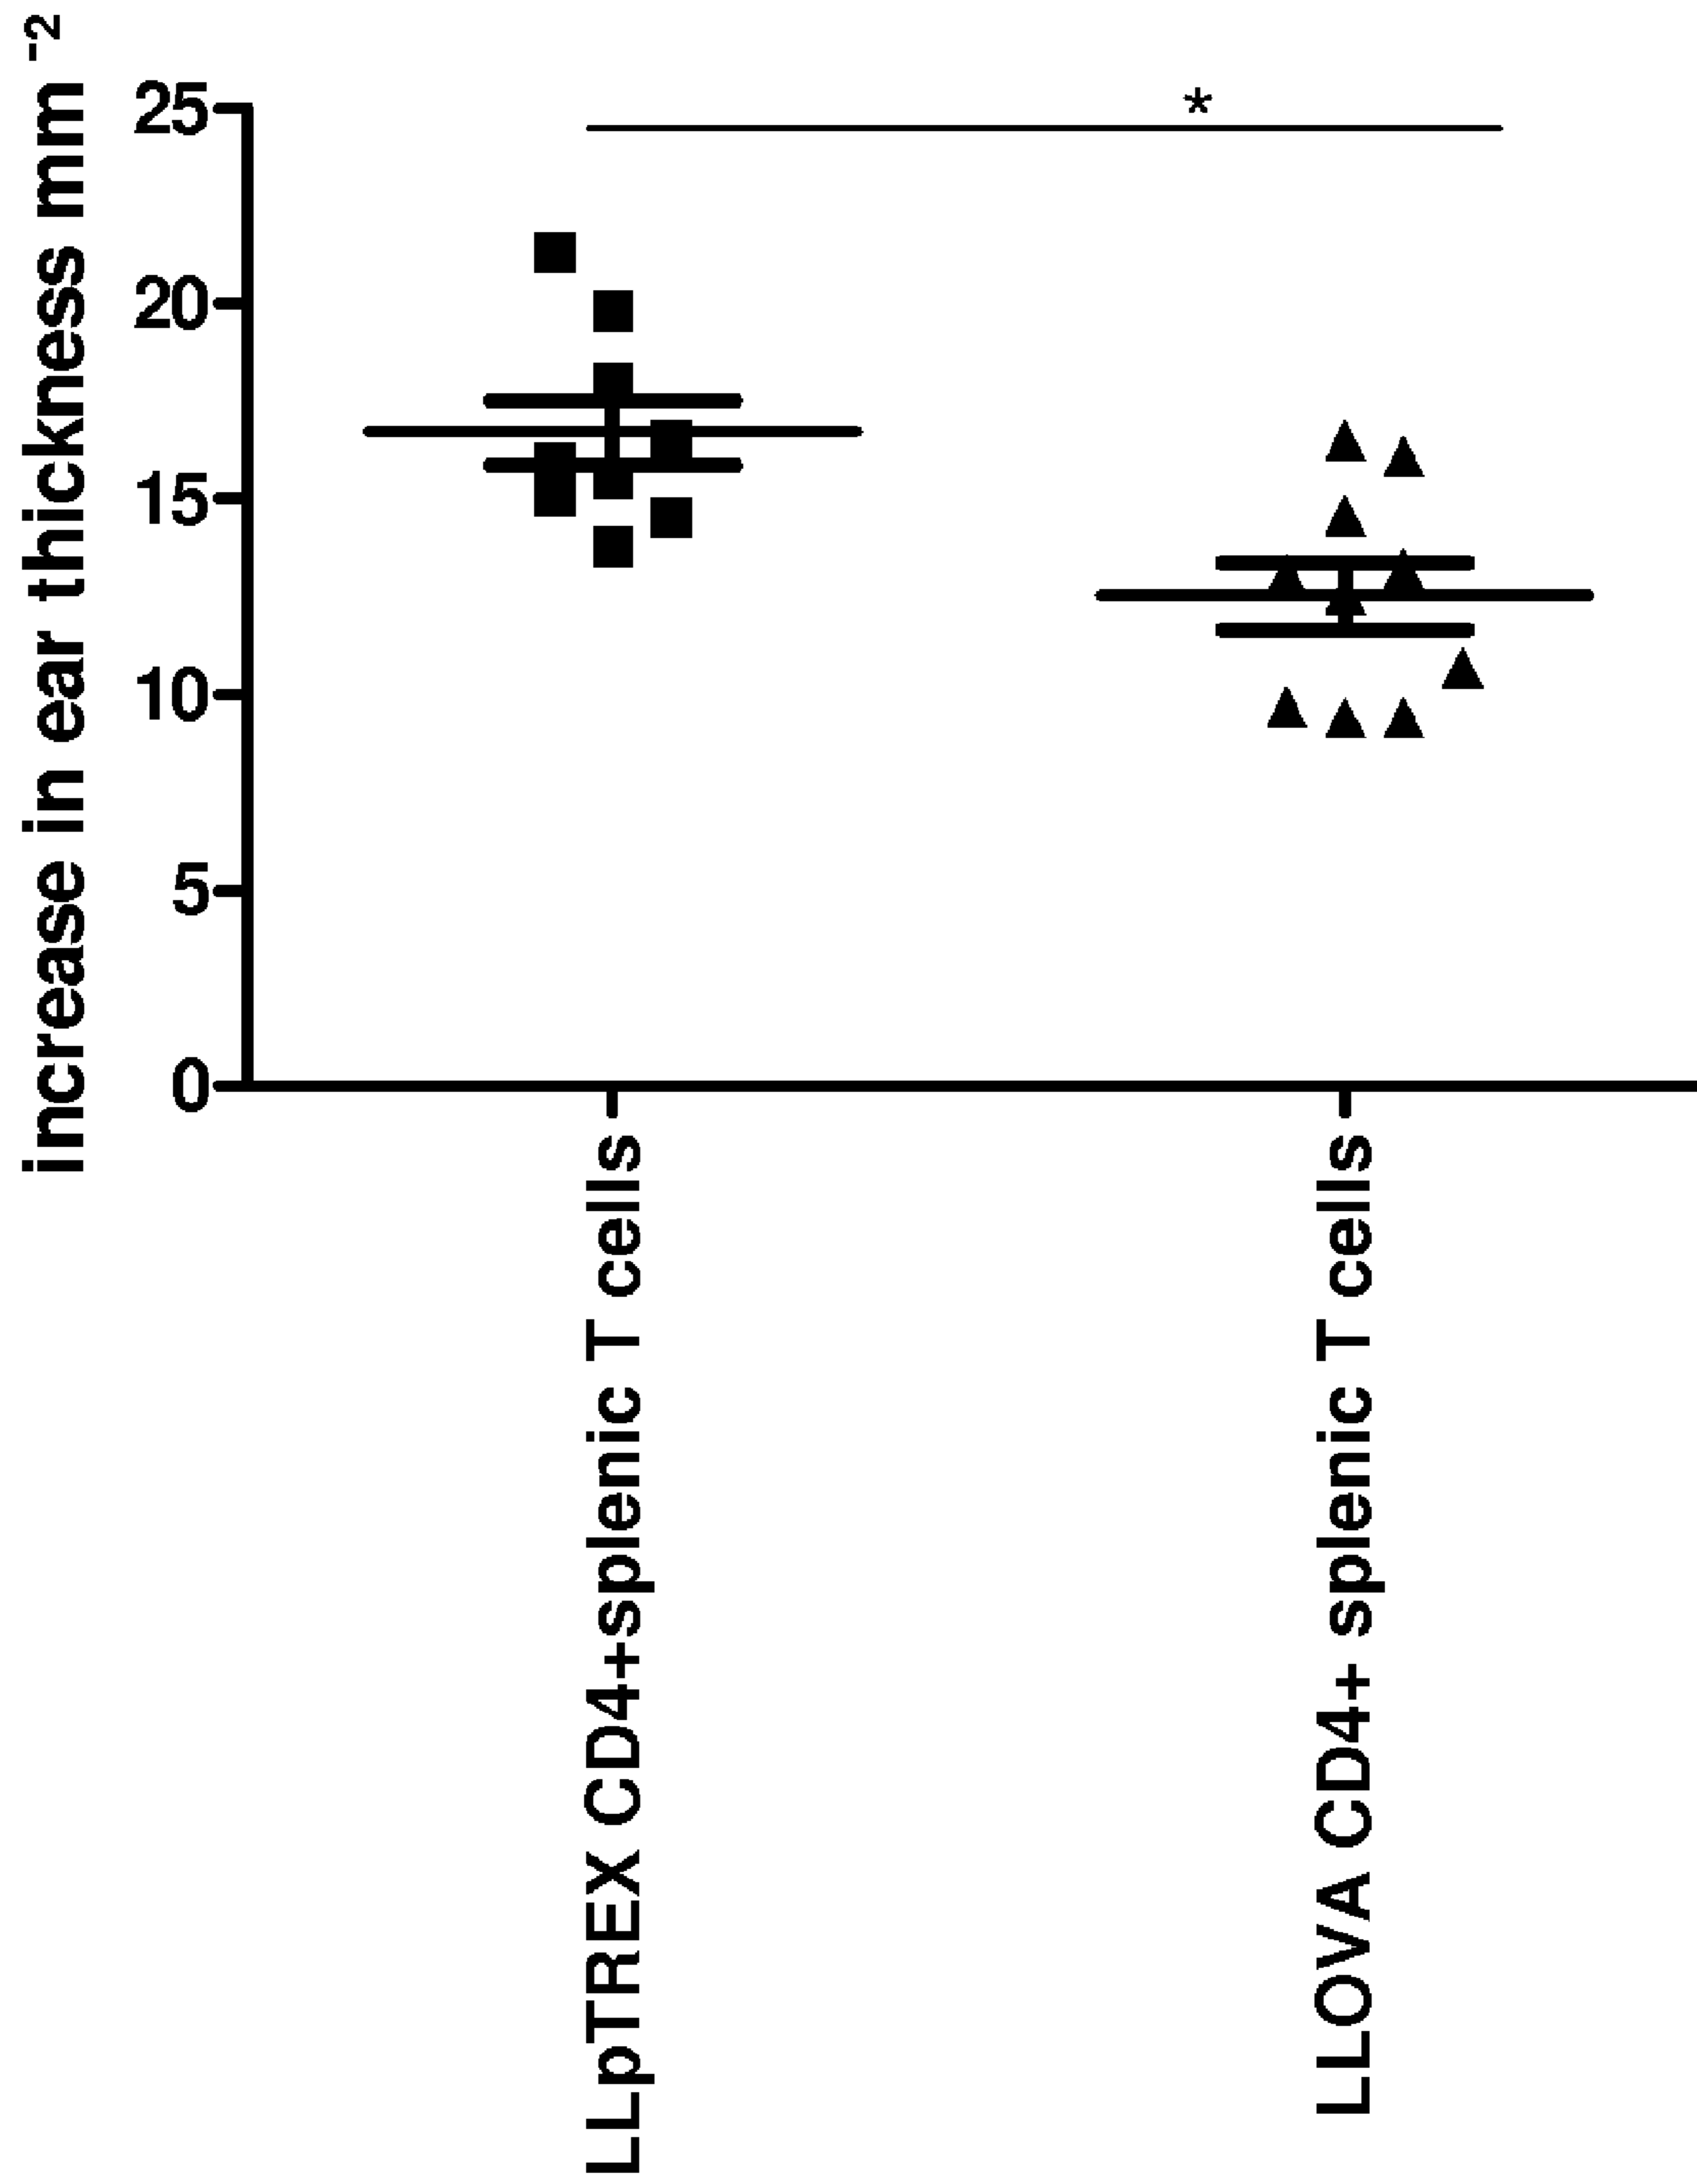 increase in ear thickness mm⁻²
25
20
15
10
5
0
*
LLpTREX CD4+splenic T cells
LLOVA CD4+ splenic T cells